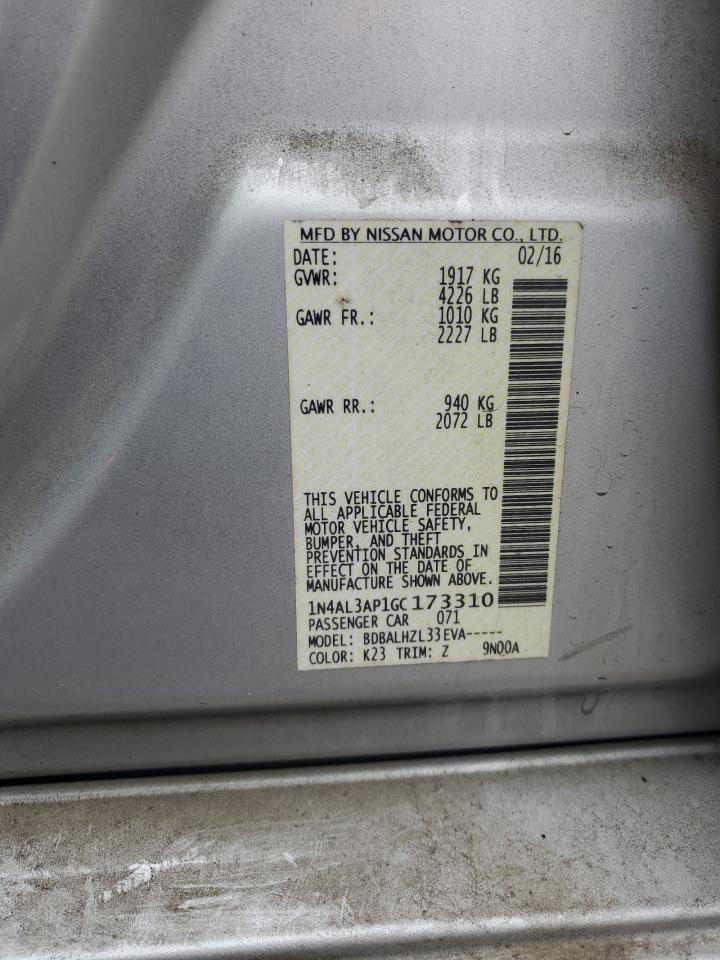 MFD BY NISSAN MOTOR CO., LTD.
DATE: 02/16
GVWR: 1917 KG
4226 LB
GAWR FR.: 1010 KG
2227 LB
GAWR RR.: 940 KG
2072 LB
THIS VEHICLE CONFORMS TO
ALL APPLICABLE FEDERAL
MOTOR VEHICLE SAFETY,
BUMPER, AND THEFT
PREVENTION STANDARDS IN
EFFECT ON THE DATE OF
MANUFACTURE SHOWN ABOVE.
1N4AL3AP1GC173310
PASSENGER CAR 071
MODEL: BDBALHZL33EVA-----
COLOR: K23 TRIM: Z 9N00A